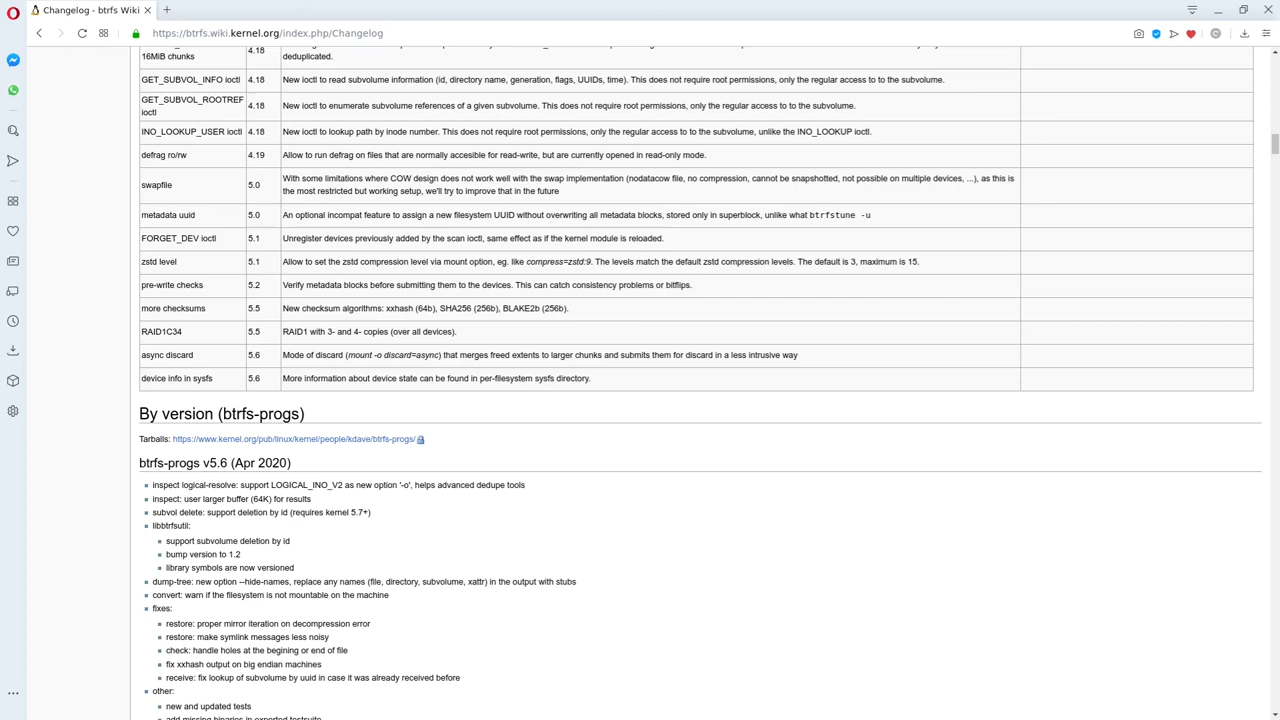 Changelog - btrfs Wiki
btrfs.wiki.kernel.org/index.php/Changelog
16MiB chunks
4.18
deduplicated.
GET_SUBVOL_INFO ioctl 4.18 New ioctl to read subvolume information (id, directory name, generation, flags, UUIDs, time). This does not require root permissions, only the regular access to to the subvolume.
GET_SUBVOL_ROOTREF
ioctl
4.18 New ioctl to enumerate subvolume references of a given subvolume. This does not require root permissions, only the regular access to to the subvolume.
INO_LOOKUP_USER ioctl 4.18 New ioctl to lookup path by inode number. This does not require root permissions, only the regular access to to the subvolume, unlike the INO_LOOKUP ioctl.
defrag ro/rw 4.19 Allow to run defrag on files that are normally accesible for read-write, but are currently opened in read-only mode.
swapfile 5.0 With some limitations where COW design does not work well with the swap implementation (nodatacow file, no compression, cannot be snapshotted, not possible on multiple devices, ...), as this is
the most restricted but working setup, we'll try to improve that in the future
metadata uuid 5.0 An optional incompat feature to assign a new filesystem UUID without overwriting all metadata blocks, stored only in superblock, unlike what btrfstune -u
FORGET_DEV ioctl 5.1 Unregister devices previously added by the scan ioctl, same effect as if the kernel module is reloaded.
zstd level 5.1 Allow to set the zstd compression level via mount option, eg. like compress=zstd:9. The levels match the default zstd compression levels. The default is 3, maximum is 15.
pre-write checks 5.2 Verify metadata blocks before submitting them to the devices. This can catch consistency problems or bitflips.
more checksums 5.5 New checksum algorithms: xxhash (64b), SHA256 (256b), BLAKE2b (256b).
RAID1C34 5.5 RAID1 with 3- and 4- copies (over all devices).
async discard 5.6 Mode of discard (mount -o discard=async) that merges freed extents to larger chunks and submits them for discard in a less intrusive way
device info in sysfs 5.6 More information about device state can be found in per-filesystem sysfs directory.
By version (btrfs-progs)
Tarballs: https://www.kernel.org/pub/linux/kernel/people/kdave/btrfs-progs/
btrfs-progs v5.6 (Apr 2020)
inspect logical-resolve: support LOGICAL_INO_V2 as new option '-o', helps advanced dedupe tools
inspect: user larger buffer (64K) for results
subvol delete: support deletion by id (requires kernel 5.7+)
libbtrfsutil:
support subvolume deletion by id
bump version to 1.2
library symbols are now versioned
dump-tree: new option --hide-names, replace any names (file, directory, subvolume, xattr) in the output with stubs
convert: warn if the filesystem is not mountable on the machine
fixes:
restore: proper mirror iteration on decompression error
restore: make symlink messages less noisy
check: handle holes at the begining or end of file
fix xxhash output on big endian machines
receive: fix lookup of subvolume by uuid in case it was already received before
other:
new and updated tests
add missing binaries in exported testsuite